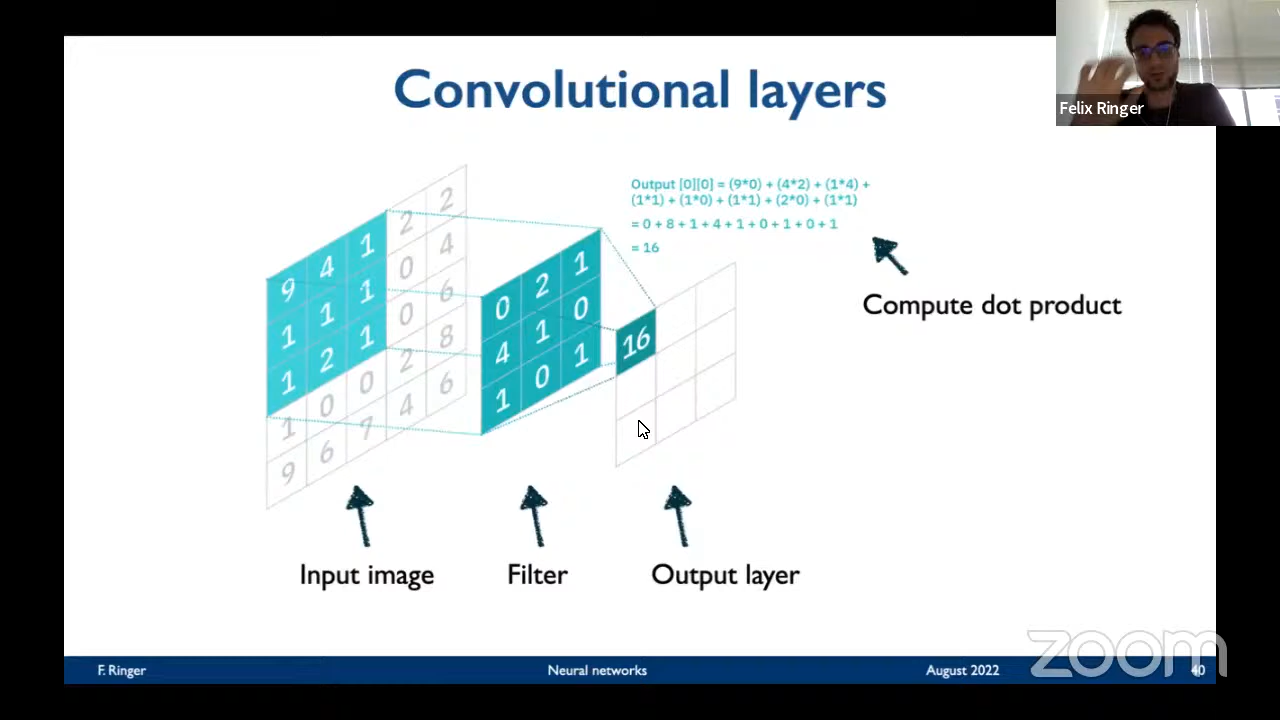 Convolutional layers
Felix Ringer
Output [0][0] = (9*0) + (4*2) + (1*4) +
(1*1) + (1*0) + (1*1) + (2*0) + (1*1)
= 0 + 8 + 1 + 4 + 1 + 0 + 1 + 0 + 1
= 16
Compute dot product
9 4 1 2 2
1 1 1 0 4
1 2 1 0 6
1 0 0 2 8
9 6 7 4 6
0 2 1
4 1 0
1 0 1
16
Input image
Filter
Output layer
zoom
F. Ringer
Neural networks
August 2022
40